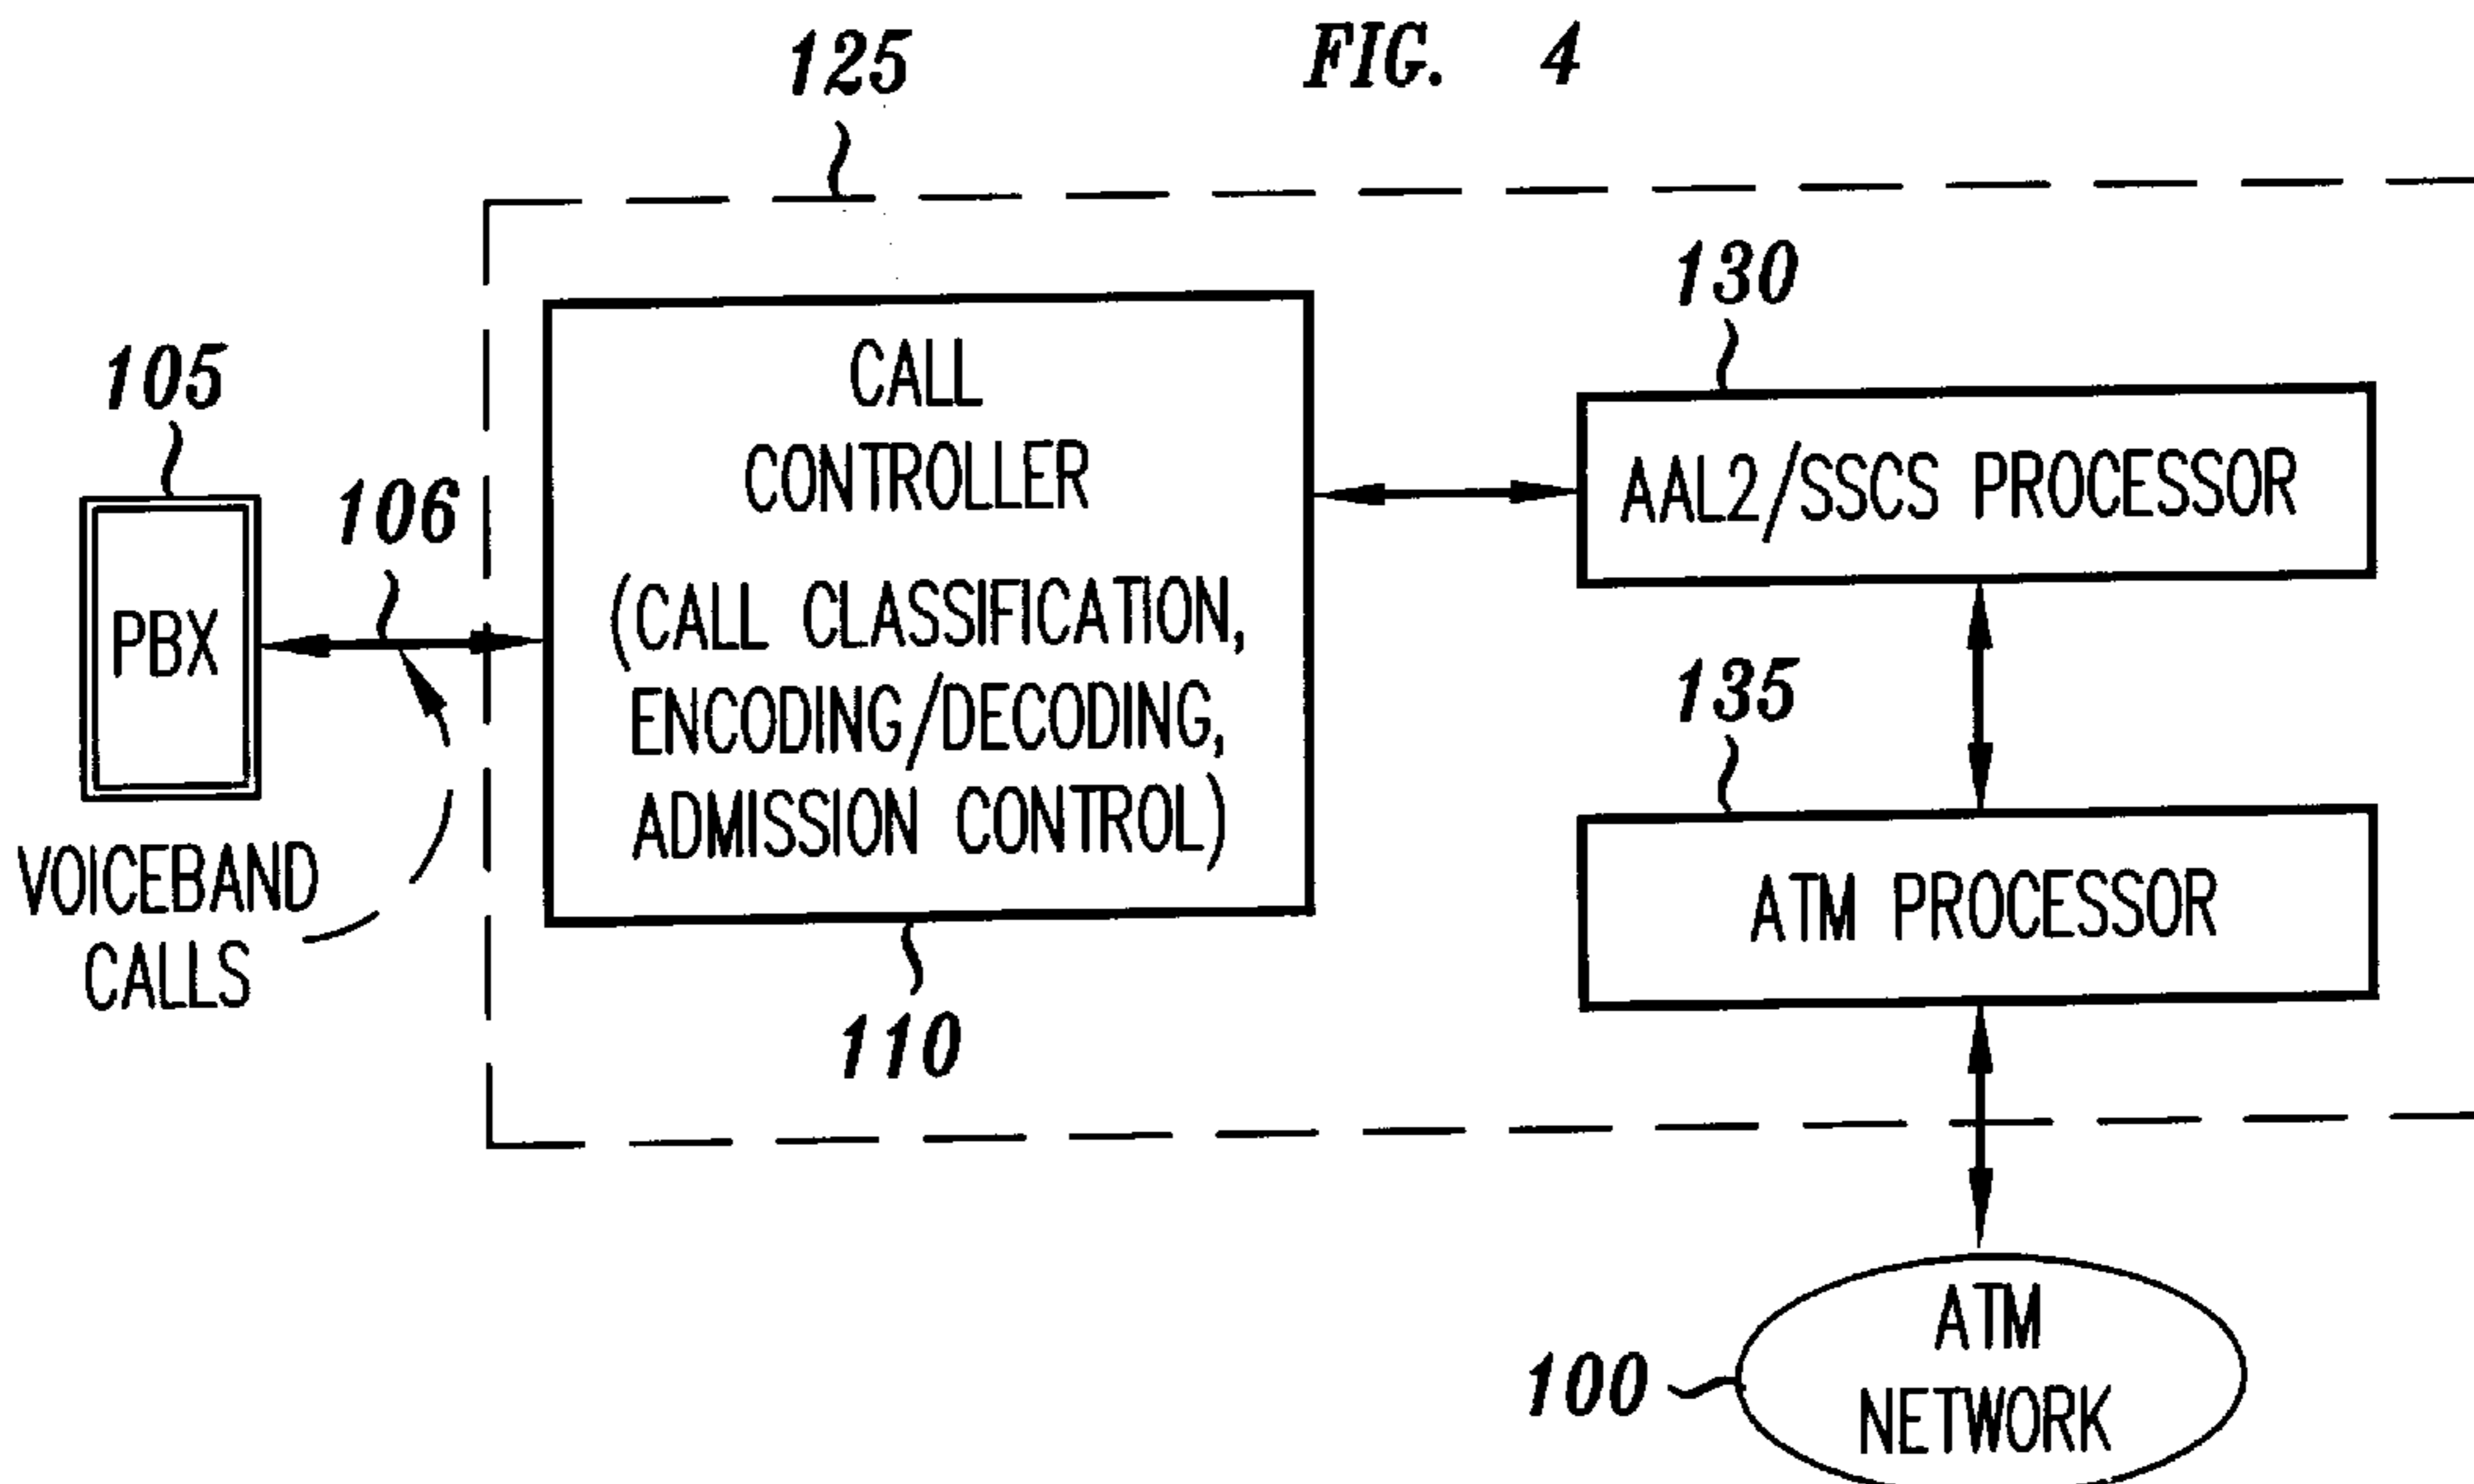 FIG. 4
125
130
105
106
PBX
VOICEBAND
CALLS
CALL
CONTROLLER
(CALL CLASSIFICATION,
ENCODING/DECODING,
ADMISSION CONTROL)
110
AAL2/SSCS PROCESSOR
135
ATM PROCESSOR
100
ATM
NETWORK